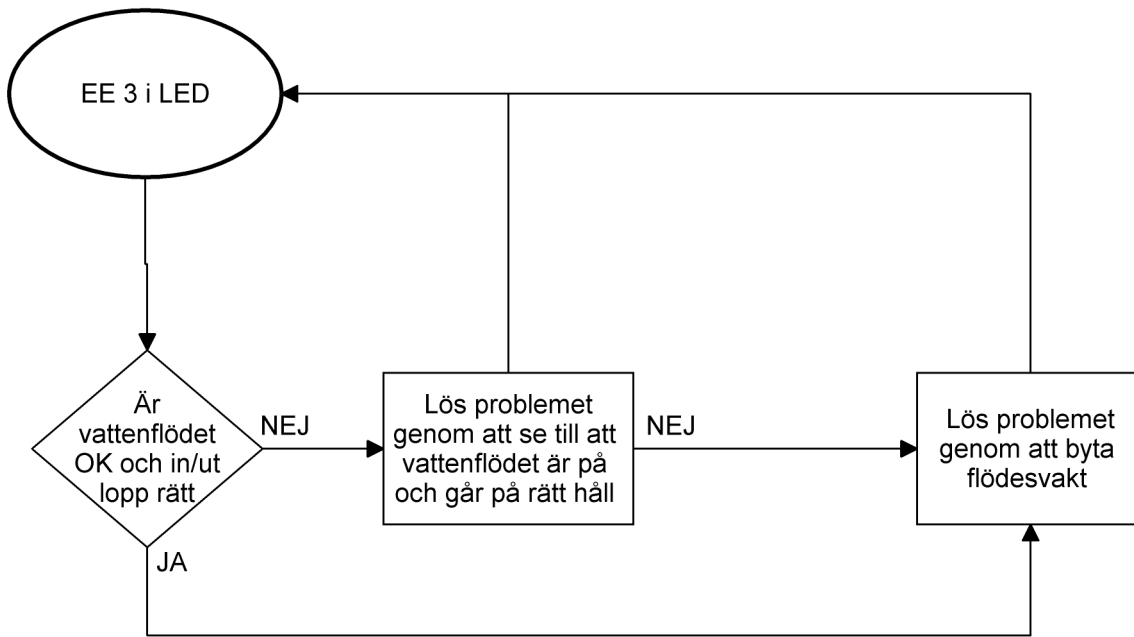 EE 3 i LED
Är
vattenflödet
OK och in/ut
lopp rätt
NEJ
Lös problemet
genom att se till att
vattenflödet är på
och går på rätt håll
NEJ
Lös problemet
genom att byta
flödesvakt
JA